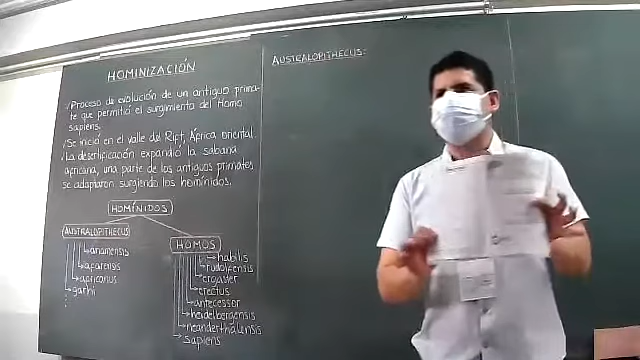 HOMINIZACIÓN
Proceso de evolución de un antiguo prima-
te que permitió el surgimiento del Homo
sapiens.
Se inició en el valle del Rift, África oriental.
La desertificación expandió la sabana
africana, una parte de los antiguos primates
se adaptaron surgiendo los homínidos.
HOMÍNIDOS
AUSTRALOPITHECUS
anamensis
afarensis
africanus
garhi
HOMOS
habilis
rudolfensis
ergaster
erectus
antecessor
heidelbergensis
neanderthalensis
sapiens
AUSTRALOPITHECUS: